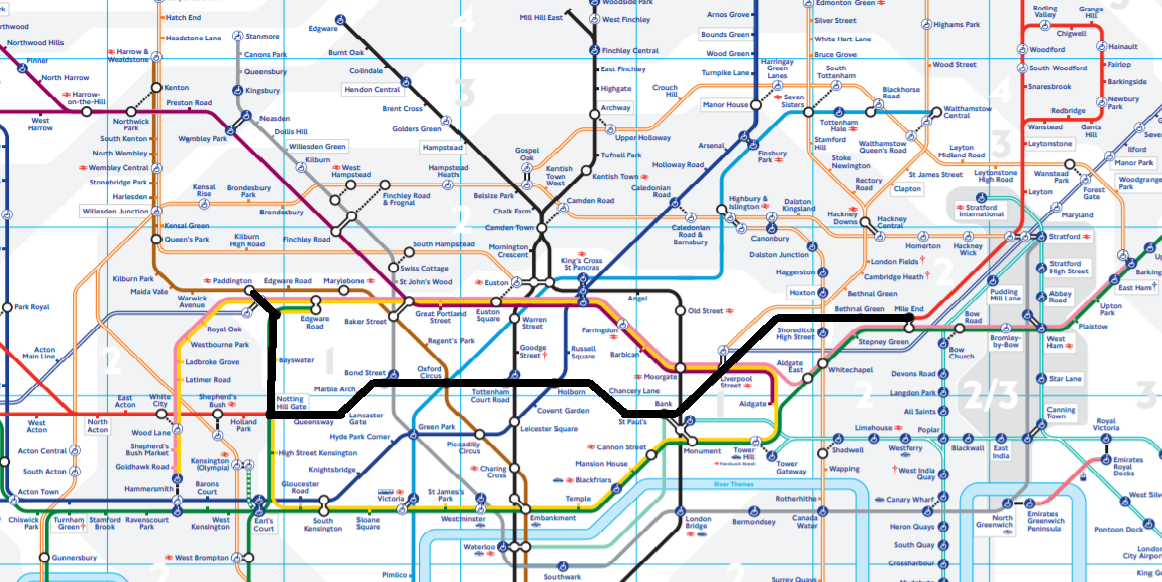 Hatch End
Headstone Lane
Harrow &
Wealdstone
Stanmore
Canons Park
Queensbury
Kingsbury
Edgware
Burnt Oak
Colindale
Hendon Central
Brent Cross
Golders Green
Hampstead
Mill Hill East
Woodside Park
West Finchley
Finchley Central
East Finchley
Highgate
Archway
Upper Holloway
Tufnell Park
Kentish Town
Arnos Grove
Bounds Green
Wood Green
Turnpike Lane
Manor House
Crouch
Hill
Harringay
Green
Lanes
Edmonton Green
Silver Street
White Hart Lane
Bruce Grove
South
Tottenham
Seven
Sisters
Highams Park
Wood Street
Blackhorse
Road
Walthamstow
Central
Tottenham
Hale
Walthamstow
Queen's Road
Stamford
Hill
Stoke
Newington
Rectory
Road
Clapton
St James Street
Leyton
Midland Road
Leytonstone
High Road
Roding
Valley
Chigwell
Grange
Hill
Hainault
Fairlop
Barkingside
Newbury
Park
Redbridge
Gants
Hill
Wanstead
Woodford
South Woodford
Snaresbrook
Leytonstone
Leyton
Wanstead
Park
Ilford
Manor Park
Woodgrange
Park
Forest
Gate
Maryland
Northwood Hills
Pinner
North Harrow
Harrow-
on-the-Hill
West
Harrow
Northwick
Park
Kenton
Preston Road
South Kenton
North Wembley
Wembley Central
Stonebridge Park
Harlesden
Willesden Junction
Kensal Green
Queen's Park
Kilburn Park
Maida Vale
Warwick
Avenue
Royal Oak
Wembley Park
Neasden
Dollis Hill
Willesden Green
Kilburn
West
Hampstead
Finchley Road
& Frognal
Hampstead
Heath
Gospel
Oak
Kentish
Town
West
Belsize Park
Chalk Farm
Camden Town
Camden Road
Mornington
Crescent
Kensal
Rise
Brondesbury
Park
Brondesbury
Kilburn
High Road
Finchley Road
South Hampstead
Swiss Cottage
St John's Wood
Arsenal
Holloway Road
Finsbury
Park
Caledonian
Road
Caledonian
Road &
Barnsbury
Highbury &
Islington
Canonbury
Dalston
Kingsland
Dalston Junction
Haggerston
Hoxton
Shoreditch
High Street
Hackney
Downs
Hackney
Central
Homerton
Hackney
Wick
London Fields
Cambridge Heath
Bethnal Green
Bethnal Green
Mile End
Stepney Green
Whitechapel
Stratford
International
Stratford
Stratford
High Street
Abbey
Road
West
Ham
Star Lane
Canning
Town
Pudding
Mill Lane
Bow
Road
Bow
Church
Bromley-
by-Bow
Upton
Park
Plaistow
East Ham
Barking
Park Royal
Acton
Main Line
Paddington
Edgware Road
Marylebone
Edgware
Road
Baker Street
Great Portland
Street
Euston
Square
Euston
King's Cross
St Pancras
Angel
Old Street
Farringdon
Barbican
Moorgate
Liverpool
Street
Aldgate
East
Aldgate
Warren
Street
Goodge
Street
Russell
Square
Regent's Park
Oxford
Circus
Bond Street
Marble Arch
Lancaster
Gate
Queensway
Bayswater
Notting
Hill Gate
Tottenham
Court Road
Holborn
Chancery Lane
Bank
St Paul's
Covent Garden
Leicester Square
Piccadilly
Circus
Green Park
Hyde Park Corner
Knightsbridge
Charing
Cross
Westbourne Park
Ladbroke Grove
Latimer Road
White
City
Shepherd's
Bush
Holland
Park
East
Acton
North
Acton
West
Acton
Wood Lane
Shepherd's
Bush Market
Goldhawk Road
Hammersmith
Kensington
(Olympia)
Barons
Court
High Street Kensington
Gloucester
Road
Earl's
Court
West
Kensington
South
Kensington
Sloane
Square
Victoria
St James's
Park
Westminster
Embankment
Temple
Blackfriars
Mansion House
Cannon Street
Monument
Tower
Hill
Fenchurch Street
Tower
Gateway
Acton
Central
South Acton
Acton Town
Chiswick
Park
Turnham
Green
Stamford
Brook
Ravenscourt
Park
Gunnersbury
West Brompton
Waterloo
Southwark
Pimlico
London
Bridge
Bermondsey
Canada
Water
River Thames
Shadwell
Wapping
Rotherhithe
Surrey Quays
Limehouse
Westferry
Poplar
Blackwall
East
India
Devons Road
Langdon Park
All Saints
West India
Quay
Canary Wharf
Heron Quays
South Quay
Crossharbour
North
Greenwich
Emirates
Greenwich
Peninsula
Emirates
Royal
Docks
Royal
Victoria
West Silvertown
Pontoon Dock
London
City Airport
4
3
2
1
2
2
2/3
3
4
3
2